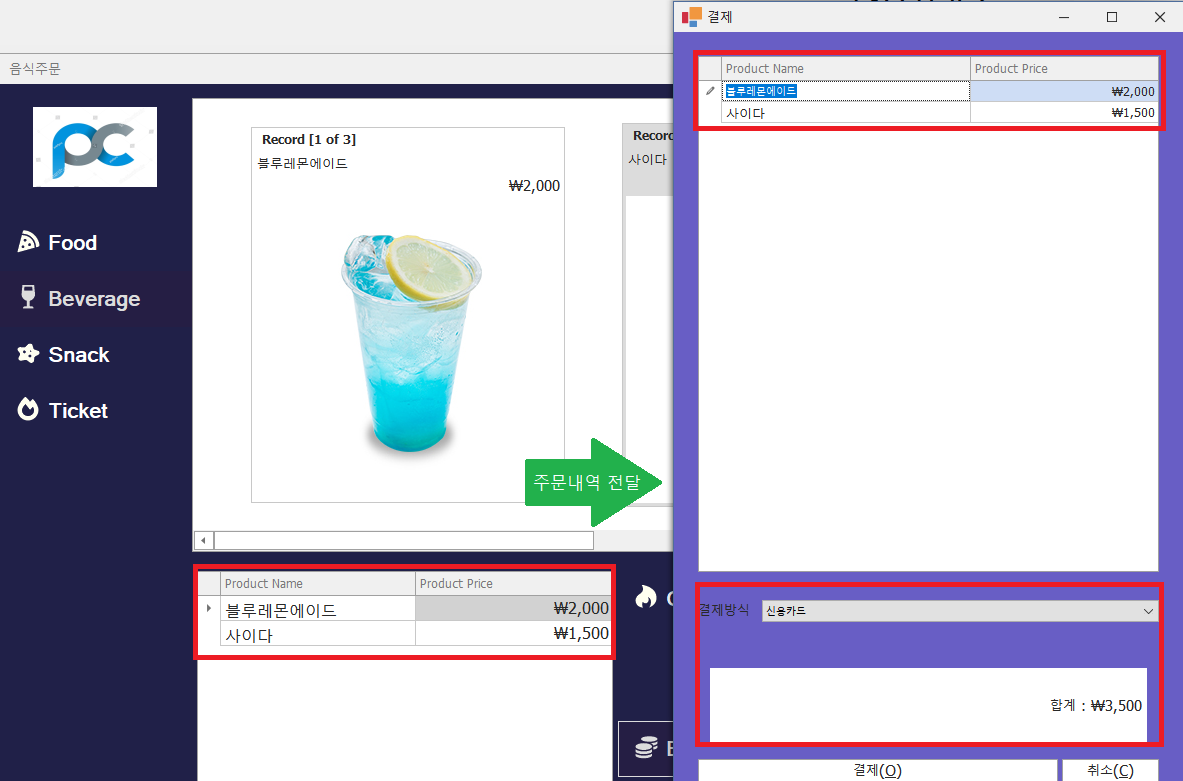 음식주문
pc
Food
Beverage
Snack
Ticket
Record [1 of 3]
블루레몬에이드
₩2,000
Record
사이다
주문내역 전달
Product Name Product Price
블루레몬에이드 ₩2,000
사이다 ₩1,500
결제
Product Name Product Price
블루레몬에이드 ₩2,000
사이다 ₩1,500
결제방식 신용카드
합계 : ₩3,500
결제(O) 취소(C)